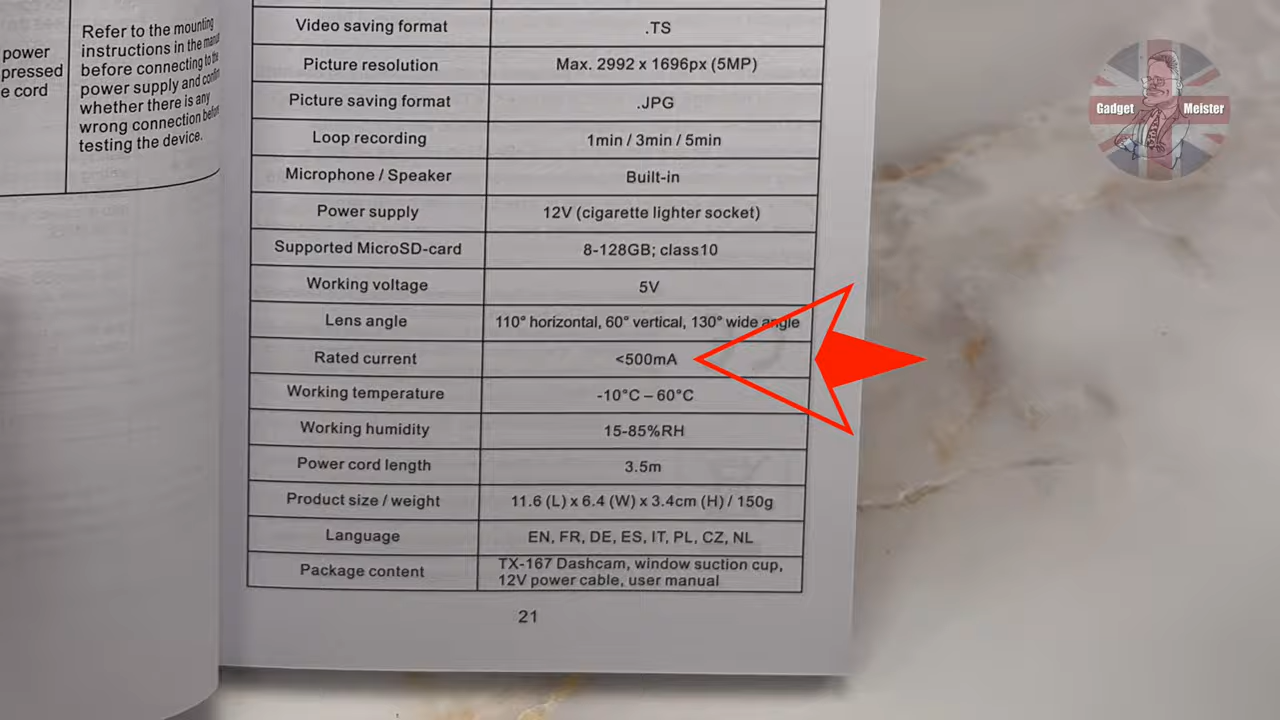 power
pressed
e cord
Refer to the mounting
instructions in the
before connecting to the
power supply and confirm
whether there is any
wrong connection before
testing the device.
Video saving format .TS
Picture resolution Max. 2992 x 1696px (5MP)
Picture saving format .JPG
Loop recording 1min / 3min / 5min
Microphone / Speaker Built-in
Power supply 12V (cigarette lighter socket)
Supported MicroSD-card 8-128GB; class10
Working voltage 5V
Lens angle 110° horizontal, 60° vertical, 130° wide angle
Rated current <500mA
Working temperature -10°C – 60°C
Working humidity 15-85%RH
Power cord length 3.5m
Product size / weight 11.6 (L) x 6.4 (W) x 3.4cm (H) / 150g
Language EN, FR, DE, ES, IT, PL, CZ, NL
Package content TX-167 Dashcam, window suction cup,
12V power cable, user manual
21
Gadget Meister